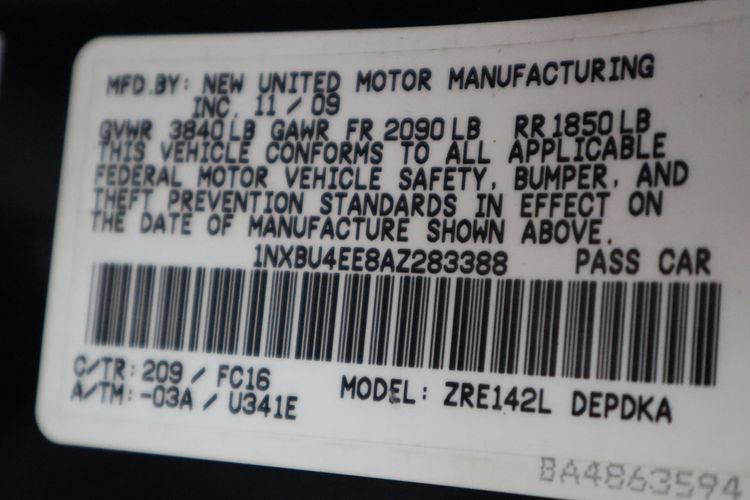 MFD.BY: NEW UNITED MOTOR MANUFACTURING
INC. 11 / 09
GVWR 3840 LB GAWR FR 2090 LB RR 1850 LB
THIS VEHICLE CONFORMS TO ALL APPLICABLE
FEDERAL MOTOR VEHICLE SAFETY, BUMPER, AND
THEFT PREVENTION STANDARDS IN EFFECT ON
THE DATE OF MANUFACTURE SHOWN ABOVE.
1NXBU4EE8AZ283388 PASS CAR
C/TR: 209 / FC16
A/TM: -03A / U341E
MODEL: ZRE142L DEPDKA
BA4863594